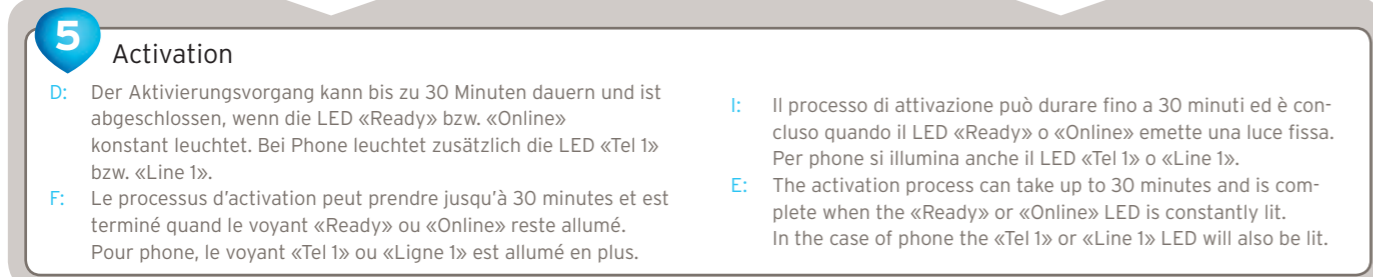 5
Activation
D: Der Aktivierungsvorgang kann bis zu 30 Minuten dauern und ist
abgeschlossen, wenn die LED «Ready» bzw. «Online»
konstant leuchtet. Bei Phone leuchtet zusätzlich die LED «Tel 1»
bzw. «Line 1».
F: Le processus d'activation peut prendre jusqu'à 30 minutes et est
terminé quand le voyant «Ready» ou «Online» reste allumé.
Pour phone, le voyant «Tel 1» ou «Ligne 1» est allumé en plus.
I: Il processo di attivazione può durare fino a 30 minuti ed è con-
cluso quando il LED «Ready» o «Online» emette una luce fissa.
Per phone si illumina anche il LED «Tel 1» o «Line 1».
E: The activation process can take up to 30 minutes and is com-
plete when the «Ready» or «Online» LED is constantly lit.
In the case of phone the «Tel 1» or «Line 1» LED will also be lit.